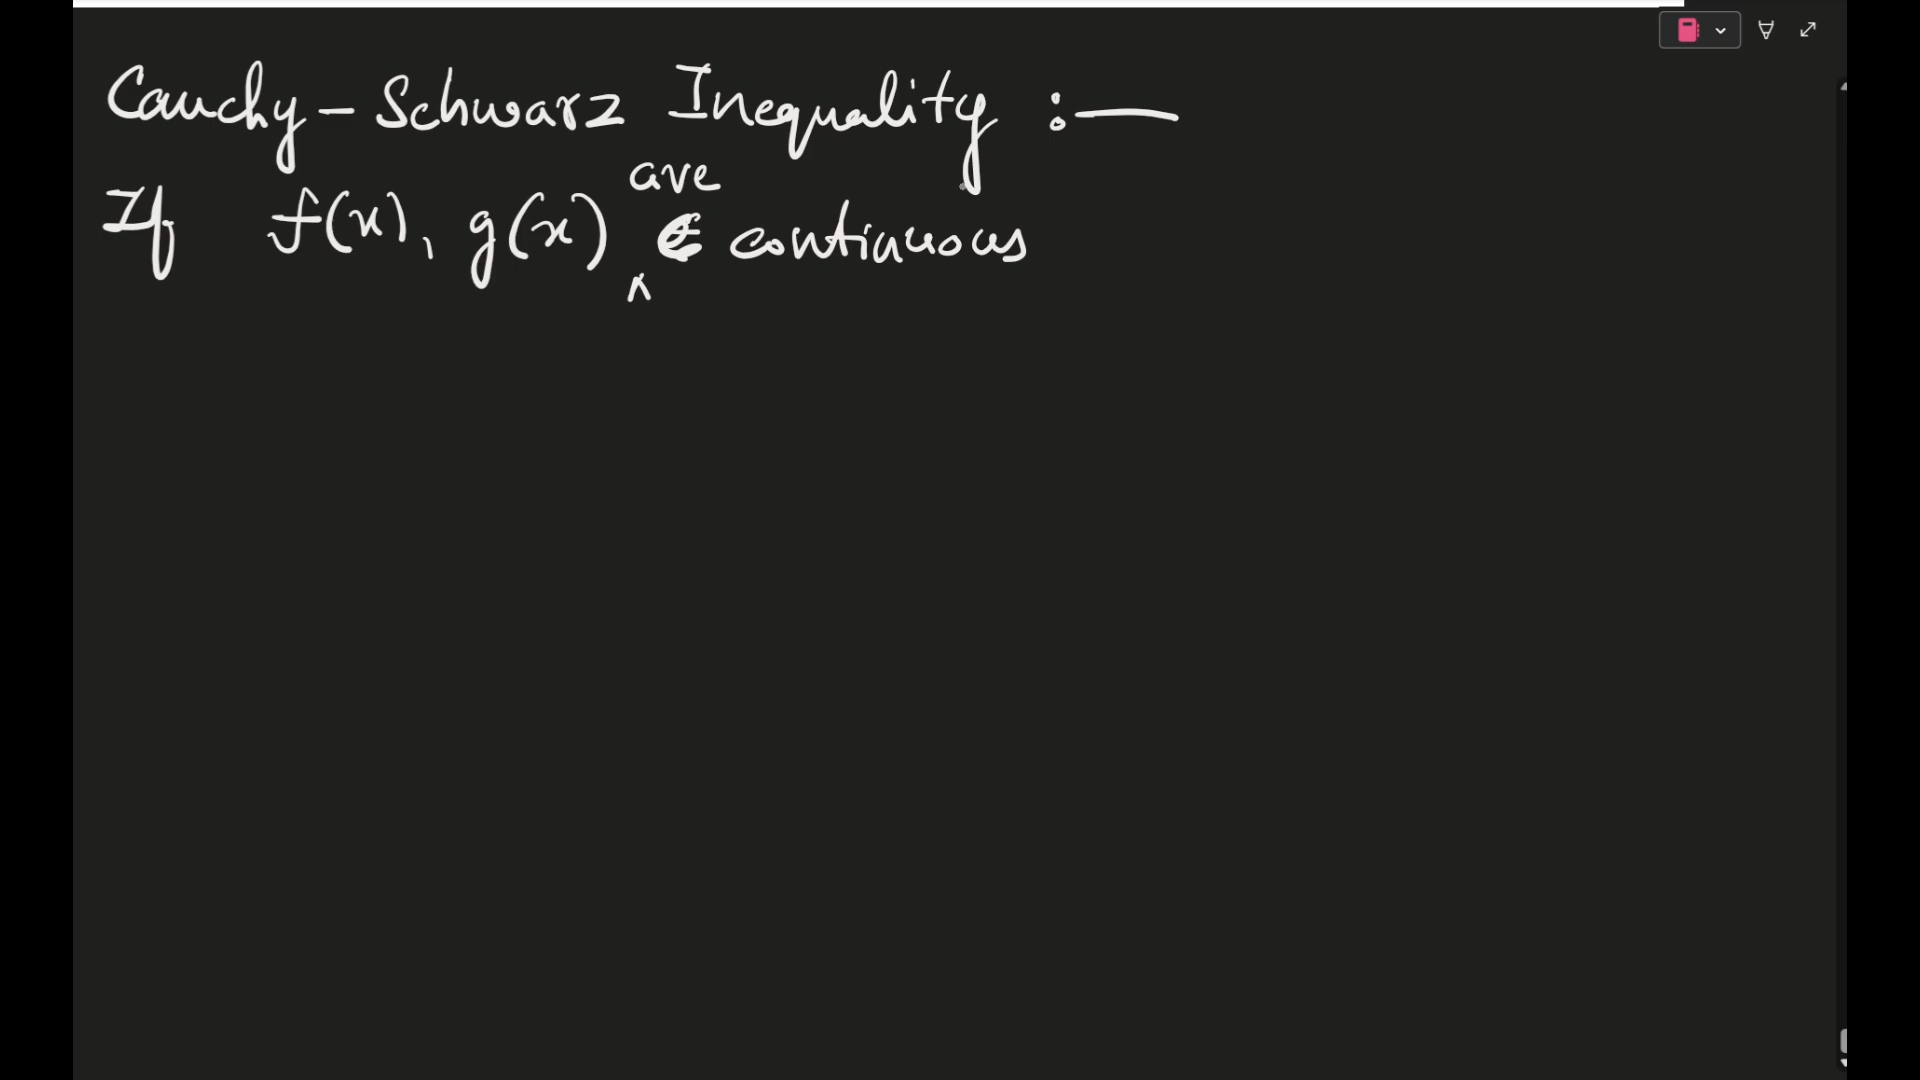 Cauchy - Schwarz Inequality :—
If f(x), g(x) are continuous